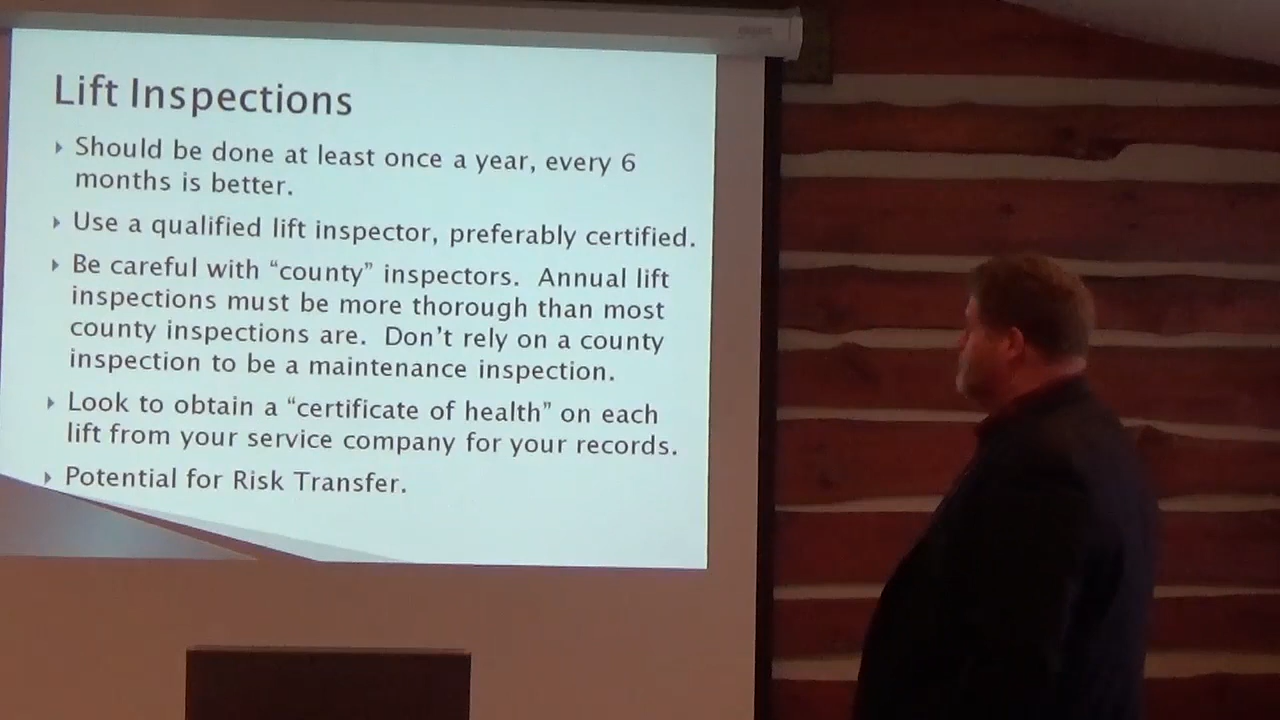 Lift Inspections
Should be done at least once a year, every 6
months is better.
Use a qualified lift inspector, preferably certified.
Be careful with “county” inspectors. Annual lift
inspections must be more thorough than most
county inspections are. Don’t rely on a county
inspection to be a maintenance inspection.
Look to obtain a “certificate of health” on each
lift from your service company for your records.
Potential for Risk Transfer.